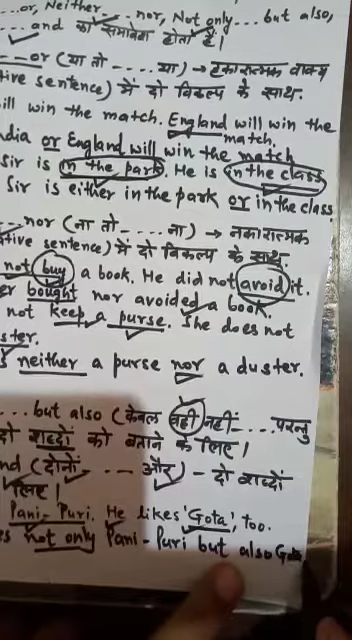 ..or, Neither.... nor, Not only... but also,
... and का समावेश होता है।
...or (या तो .... या) → हकारात्मक वाक्य
tive sentence) में दो विकल्प के साथ.
ill win the match. England will win the
match.
dia or England will win the match
Sir is in the park. He is in the class
Sir is either in the park or in the class
... nor (ना तो ..... ना) → नकारात्मक
tive sentence) में दो विकल्प के साथ.
not buy a book. He did not avoid it.
er bought nor avoided a book.
not keep a purse. She does not
ster.
s neither a purse nor a duster.
... but also (केवल यही नहीं .... परन्तु
दो शब्दों को बताने के लिए।
nd (दोनों .... और) - दो शब्दों
लिए।
Pani-Puri. He likes 'Gota', too.
es not only Pani-Puri but also Gota